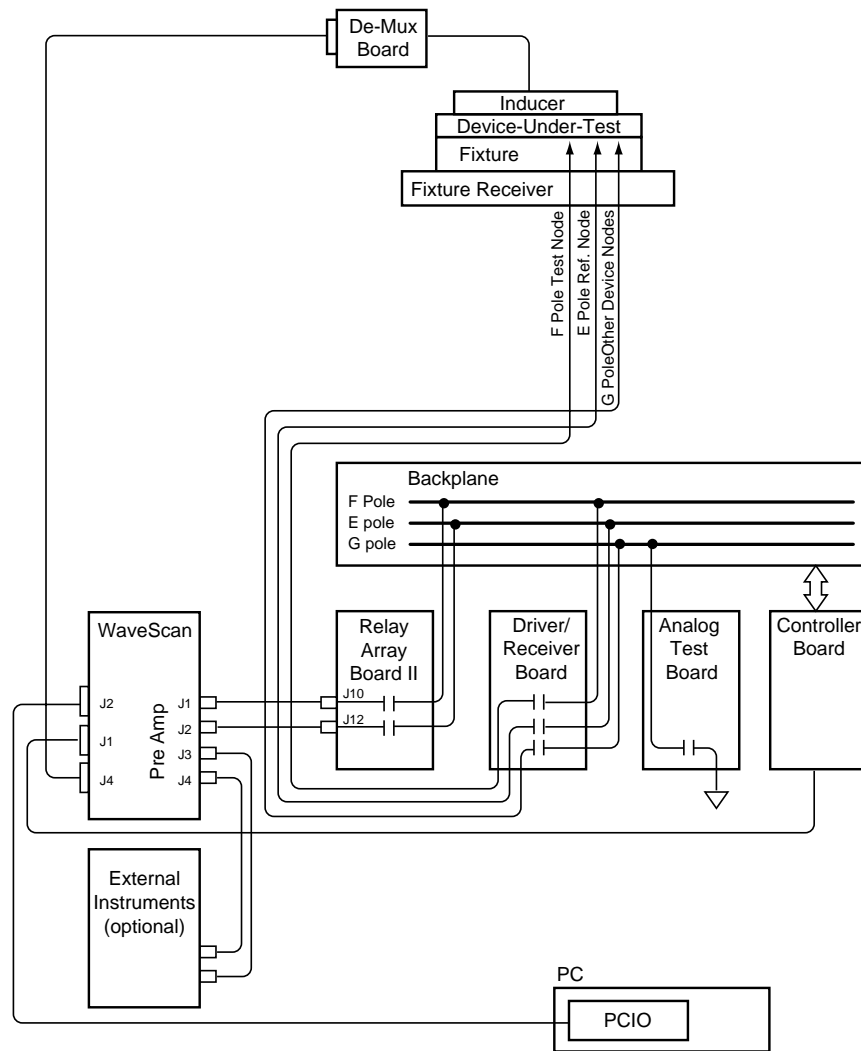 De-Mux
Board
Inducer
Device-Under-Test
Fixture
Fixture Receiver
F Pole Test Node
E Pole Ref. Node
G PoleOther Device Nodes
Backplane
F Pole
E pole
G pole
WaveScan
Pre Amp
J2
J1
J4
J1
J2
J3
J4
Relay
Array
Board II
J10
J12
Driver/
Receiver
Board
Analog
Test
Board
Controller
Board
External
Instruments
(optional)
PC
PCIO